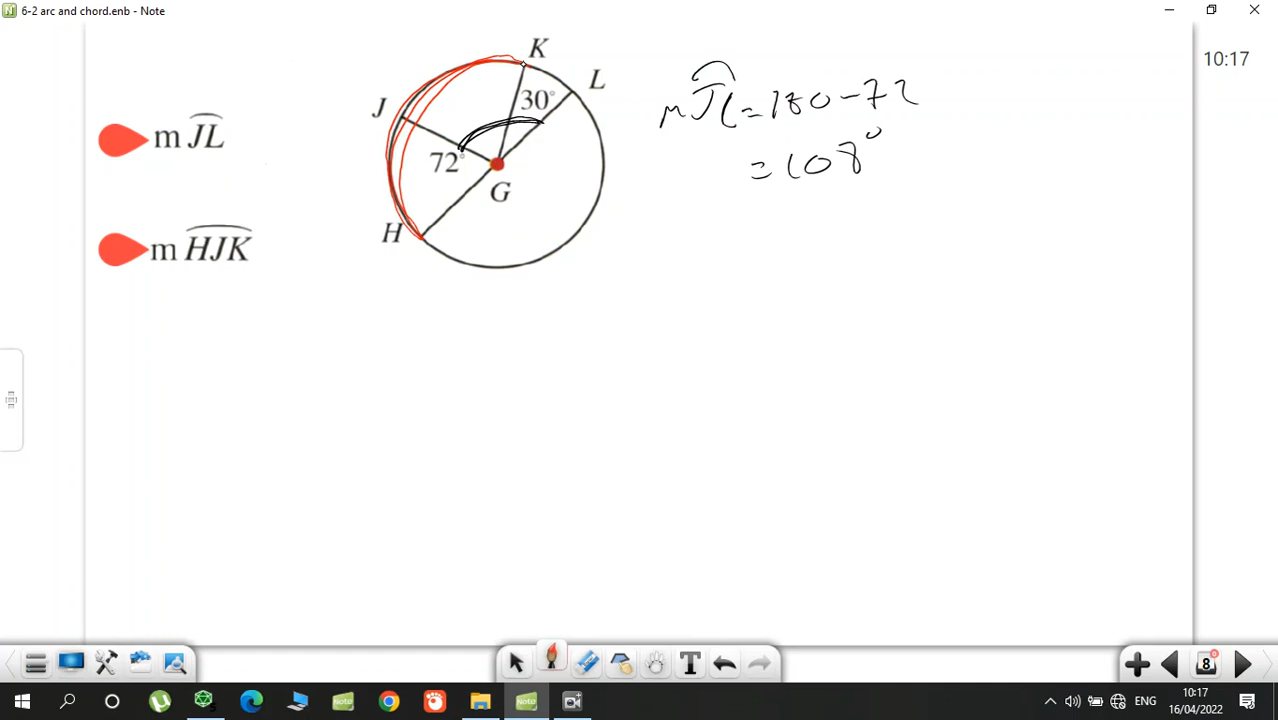 6-2 arc and chord.enb - Note
10:17
K
L
30°
J
72°
G
H
m JL
m HJK
mJL = 180 - 72
= 108°
T
8
ENG
10:17
16/04/2022